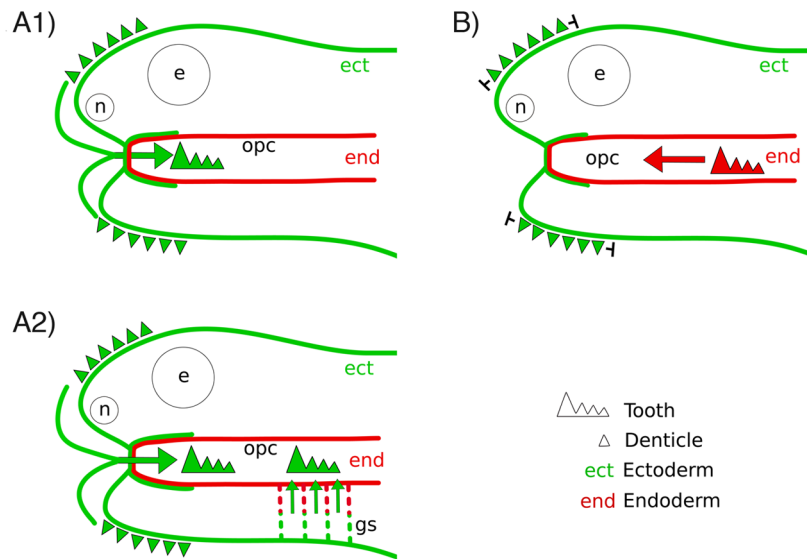 A1)
e
ect
n
opc
end
B)
e
ect
n
opc
end
A2)
e
ect
n
opc
end
gs
Tooth
Denticle
ect Ectoderm
end Endoderm